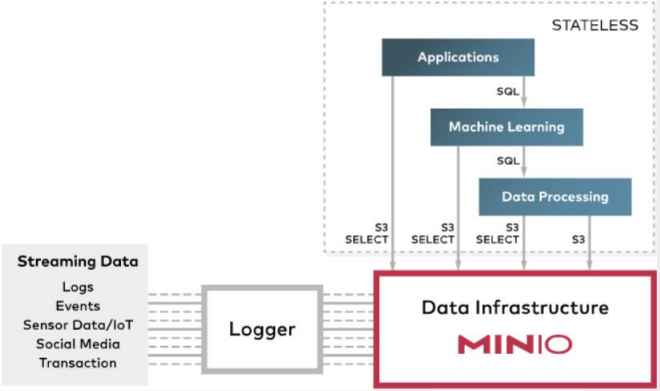 STATELESS
Applications
SQL
Machine Learning
SQL
Data Processing
S3
SELECT
S3
SELECT
S3
SELECT
S3
Streaming Data
Logs
Events
Sensor Data/IoT
Social Media
Transaction
Logger
Data Infrastructure
MINIO